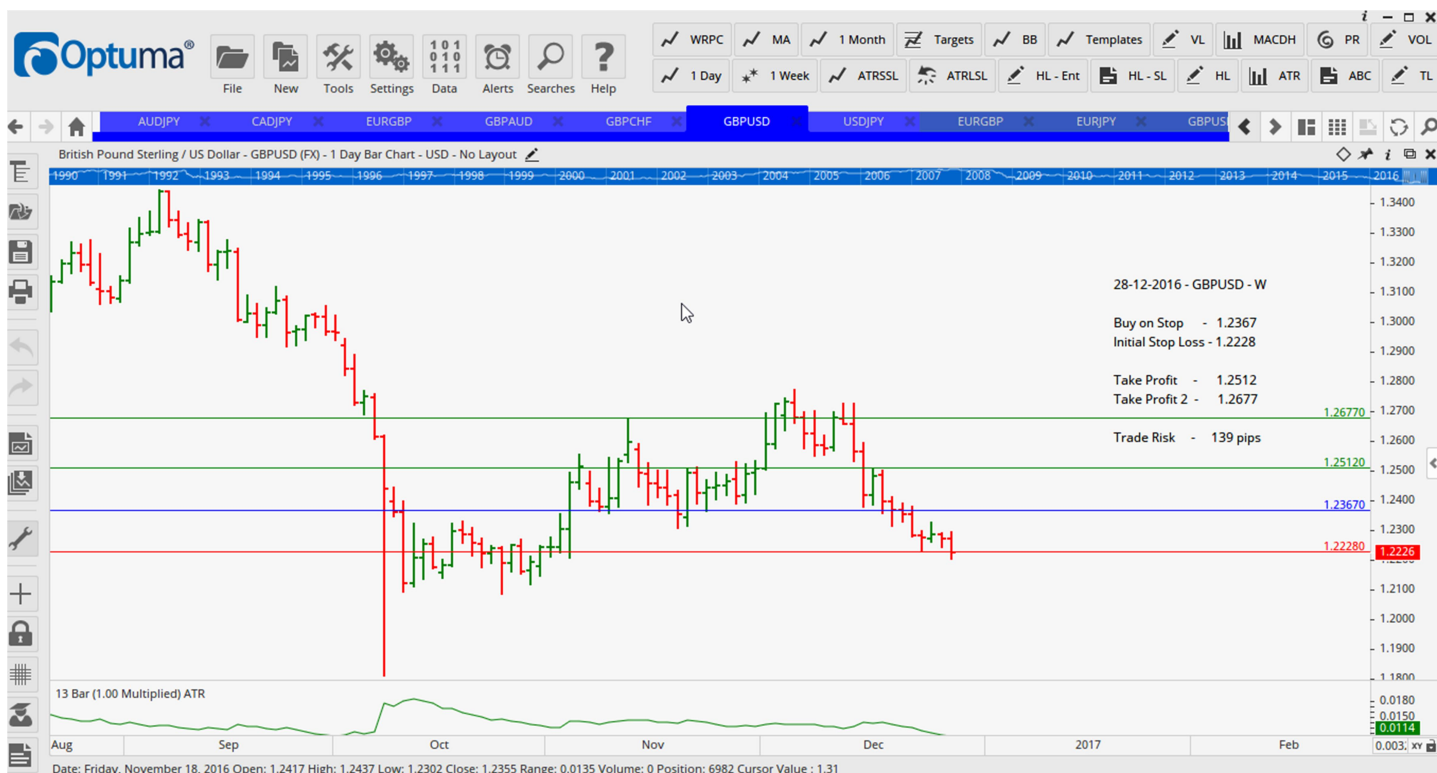 Optuma®
File
New
Tools
Settings
Data
Alerts
Searches
Help
WRPC
MA
1 Month
Targets
BB
Templates
VL
MACDH
PR
VOL
1 Day
1 Week
ATRSSL
ATRLSL
HL - Ent
HL - SL
HL
ATR
ABC
TL
AUDJPY
CADJPY
EURGBP
GBPAUD
GBPCHF
GBPUSD
USDJPY
EURGBP
EURJPY
British Pound Sterling / US Dollar - GBPUSD (FX) - 1 Day Bar Chart - USD - No Layout
1990 1991 1992 1993 1994 1995 1996 1997 1998 1999 2000 2001 2002 2003 2004 2005 2006 2007 2008 2009 2010 2011 2012 2013 2014 2015 2016
1.3400
1.3300
1.3200
28-12-2016 - GBPUSD - W
1.3100
Buy on Stop - 1.2367
1.3000
Initial Stop Loss - 1.2228
1.2900
Take Profit - 1.2512
1.2800
Take Profit 2 - 1.2677
1.26770
1.2700
Trade Risk - 139 pips
1.2600
1.25120
1.2500
1.2400
1.23670
1.2300
1.22280
1.2226
1.2100
1.2000
1.1900
1.1800
13 Bar (1.00 Multiplied) ATR
0.0180
0.0150
0.0114
Aug Sep Oct Nov Dec 2017 Feb
XY
Date: Friday, November 18, 2016 Open: 1.2417 High: 1.2437 Low: 1.2302 Close: 1.2355 Range: 0.0135 Volume: 0 Position: 6982 Cursor Value : 1.31